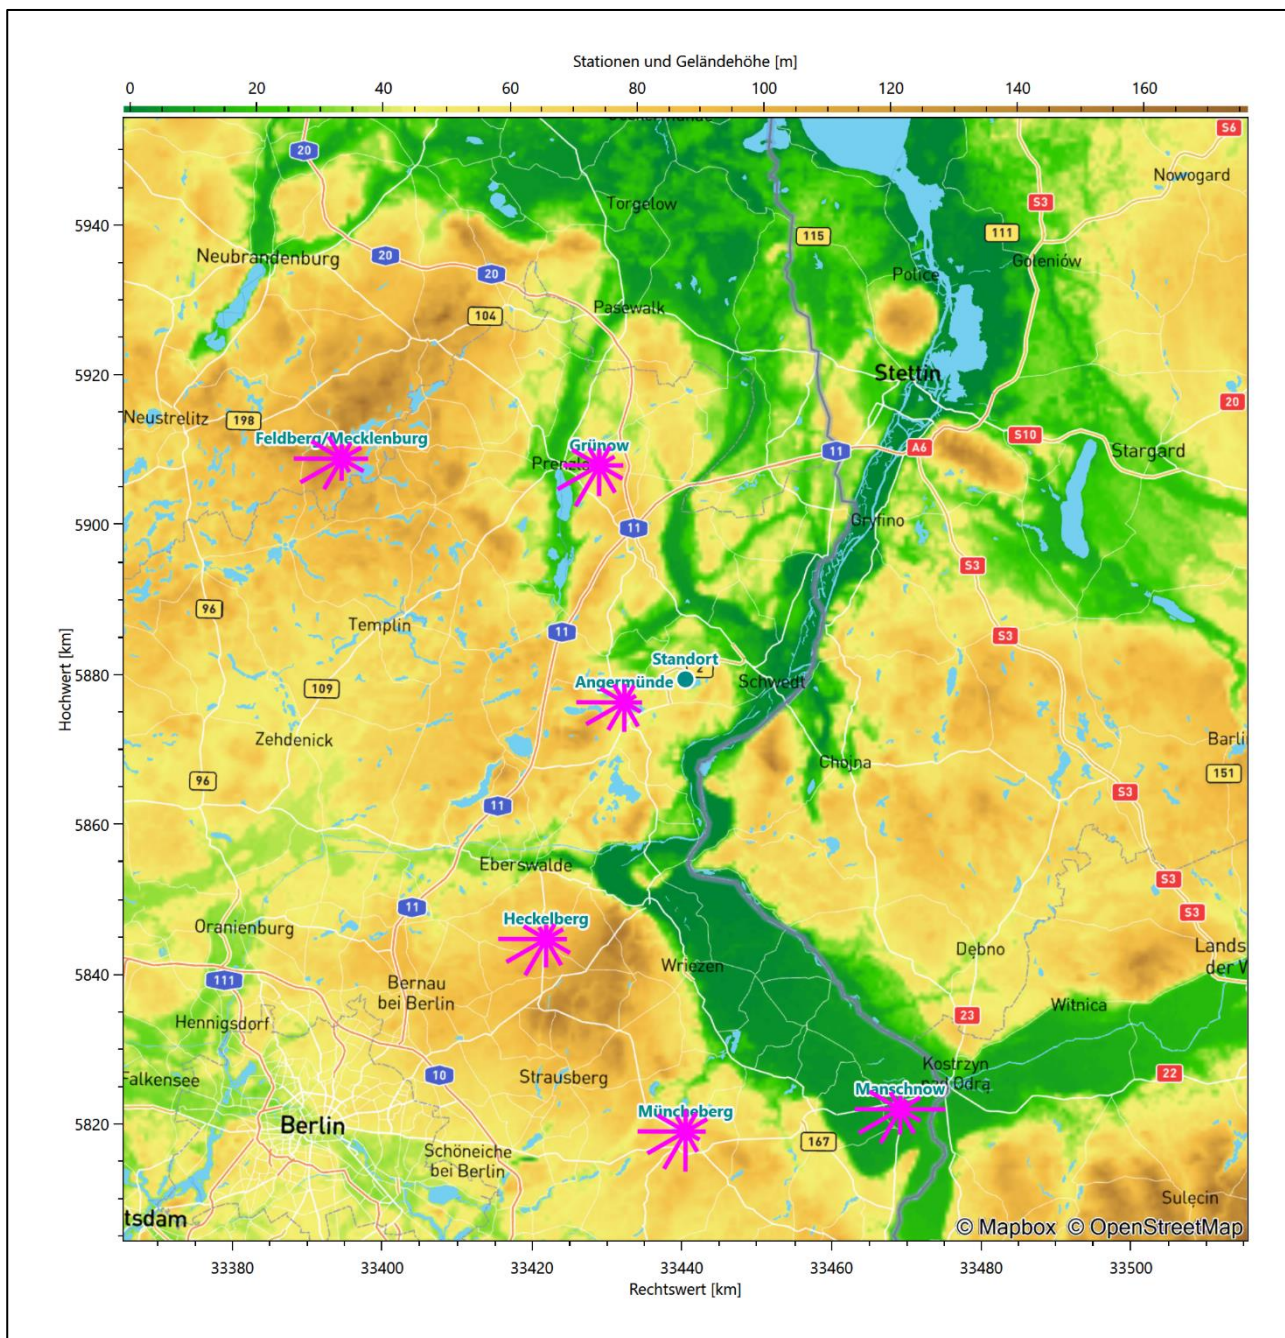 Stationen und Geländehöhe [m]
0 20 40 60 80 100 120 140 160
S6
20
Nowogard
Torgelow
S3
5940
115
111
Neubrandenburg
20
Goleniów
20
Police
Pasewalk
104
5920
Stettin
Neustrelitz
198
20
Feldberg/Mecklenburg
Grünow
S10
A6
11
Stargard
5900
11
Gryfino
S3
96
Templin
11
S3
Standort
5880
Angermünde
Schwedt
109
Hochwert [km]
Zehdenick
Chojna
96
151
S3
11
5860
Eberswalde
S3
11
S3
Heckelberg
Oranienburg
Dębno
Lands
der W
5840
Wriezen
111
Bernau
bei Berlin
Witnica
23
Hennigsdorf
Kostrzyn
nad Odrą
10
Strausberg
22
Falkensee
Manschnow
Müncheberg
5820
Berlin
167
Schöneiche
bei Berlin
Sulęcin
tsdam
© Mapbox © OpenStreetMap
33380 33400 33420 33440 33460 33480 33500
Rechtswert [km]